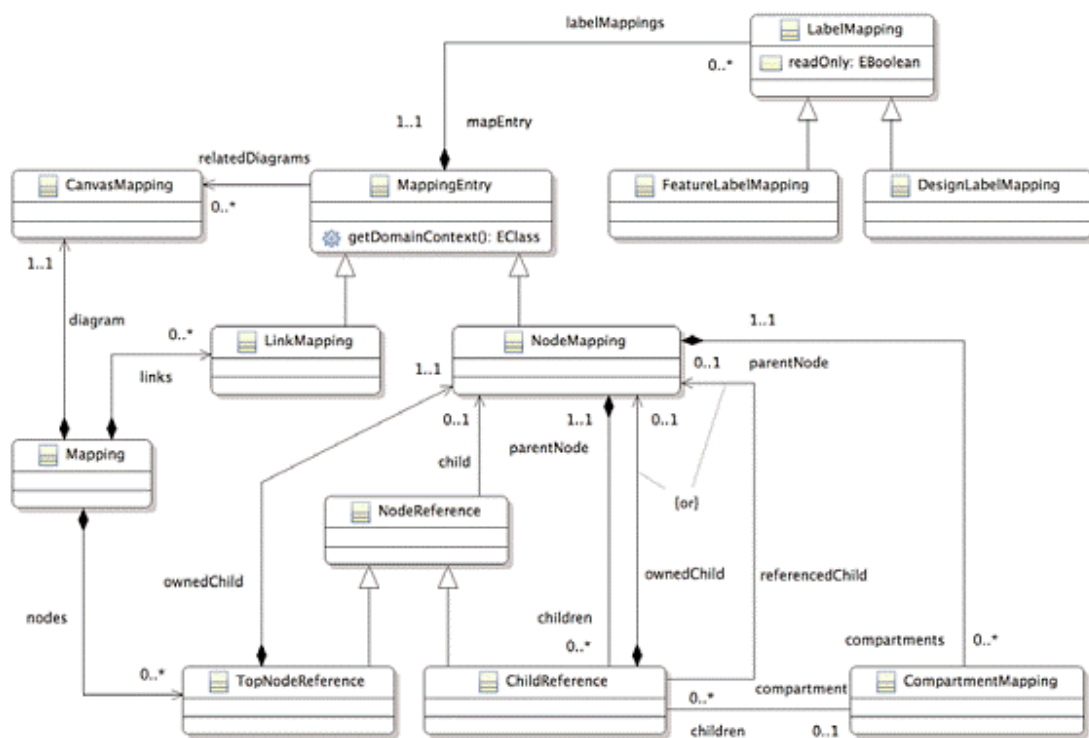 labelMappings
LabelMapping
0..*
readOnly: EBoolean
1..1
mapEntry
relatedDiagrams
CanvasMapping
MappingEntry
FeatureLabelMapping
DesignLabelMapping
0..*
getDomainContext(): EClass
1..1
diagram
0..*
1..1
LinkMapping
NodeMapping
links
1..1
0..1
parentNode
0..1
1..1
0..1
Mapping
child
parentNode
{or}
NodeReference
ownedChild
ownedChild
referencedChild
nodes
children
compartments
0..*
0..*
0..*
TopNodeReference
ChildReference
0..*
compartment
CompartmentMapping
children
0..1